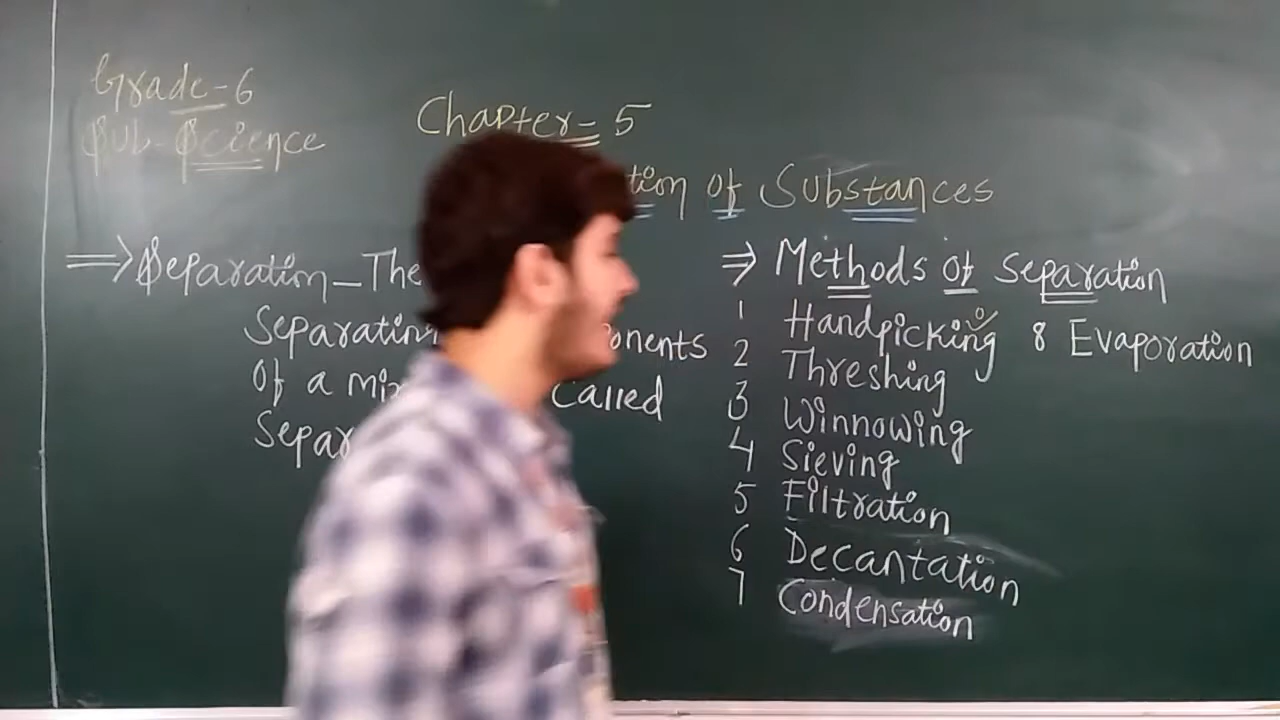 Grade-6
Sub-Science
Chapter-5
tion of Substances
⇒ Separation - The
Separatin onents
Of a mix Called
Separ
⇒ Methods of Separation
1 Handpicking
2 Threshing
3 Winnowing
4 Sieving
5 Filtration
6 Decantation
7 Condensation
8 Evaporation